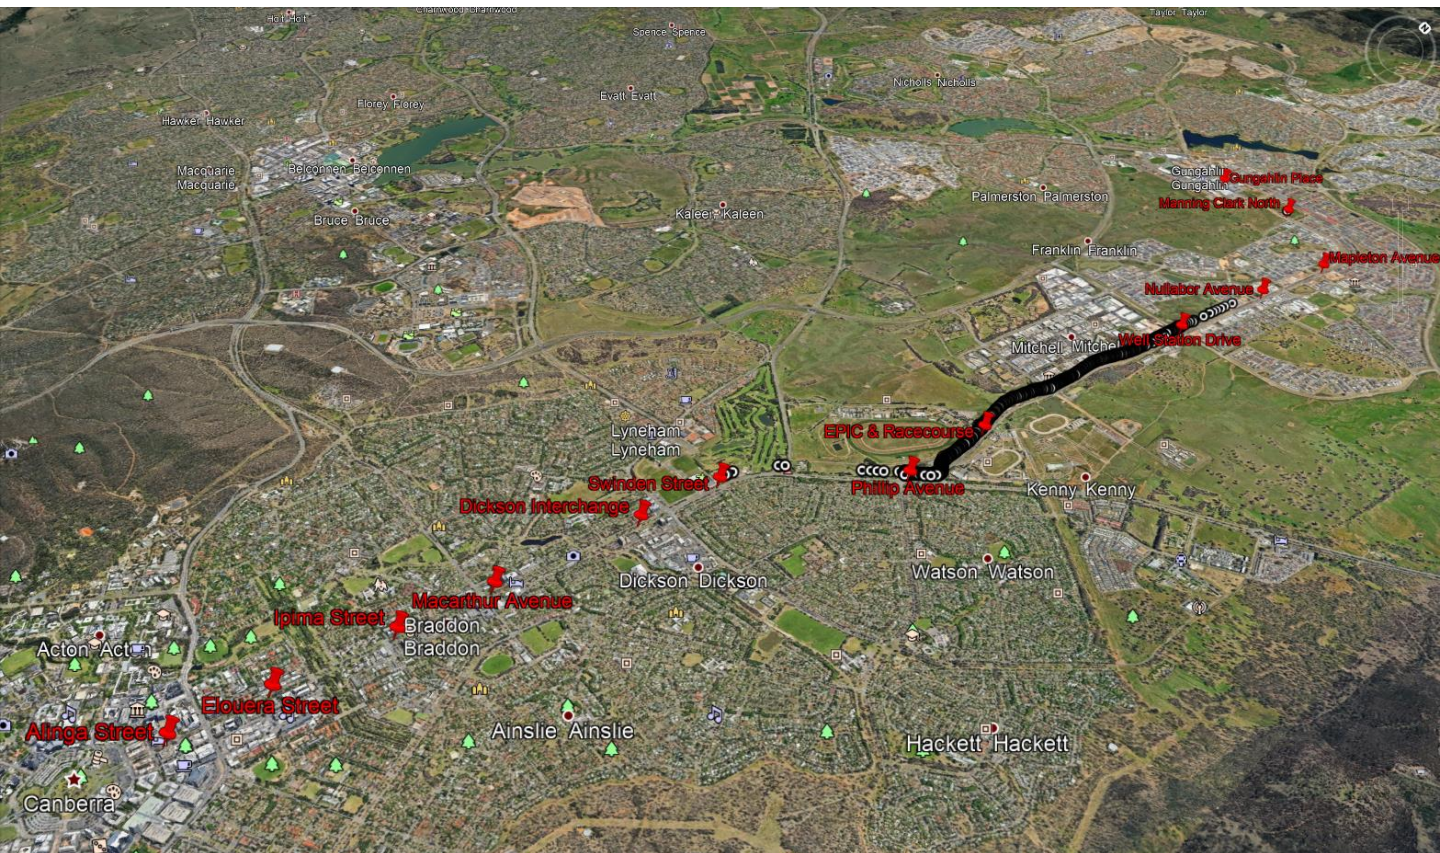 Holt Holt
Charnwood Charnwood
Taylor Taylor
Spence Spence
Nicholls Nicholls
Florey Florey
Evatt Evatt
Hawker Hawker
Macquarie
Macquarie
Belconnen Belconnen
Gungahlin
Gungahlin
Gungahlin Place
Palmerston Palmerston
Manning Clark North
Bruce Bruce
Kaleen Kaleen
Franklin Franklin
Mapleton Avenue
Nullabor Avenue
Well Station Drive
Mitchell Mitchel
EPIC & Racecourse
Lyneham
Lyneham
Swinden Street
Phillip Avenue
Kenny Kenny
Dickson Interchange
Dickson Dickson
Watson Watson
Macarthur Avenue
Ipima Street
Braddon
Braddon
Acton Acton
Elouera Street
Alinga Street
Ainslie Ainslie
Hackett Hackett
Canberra